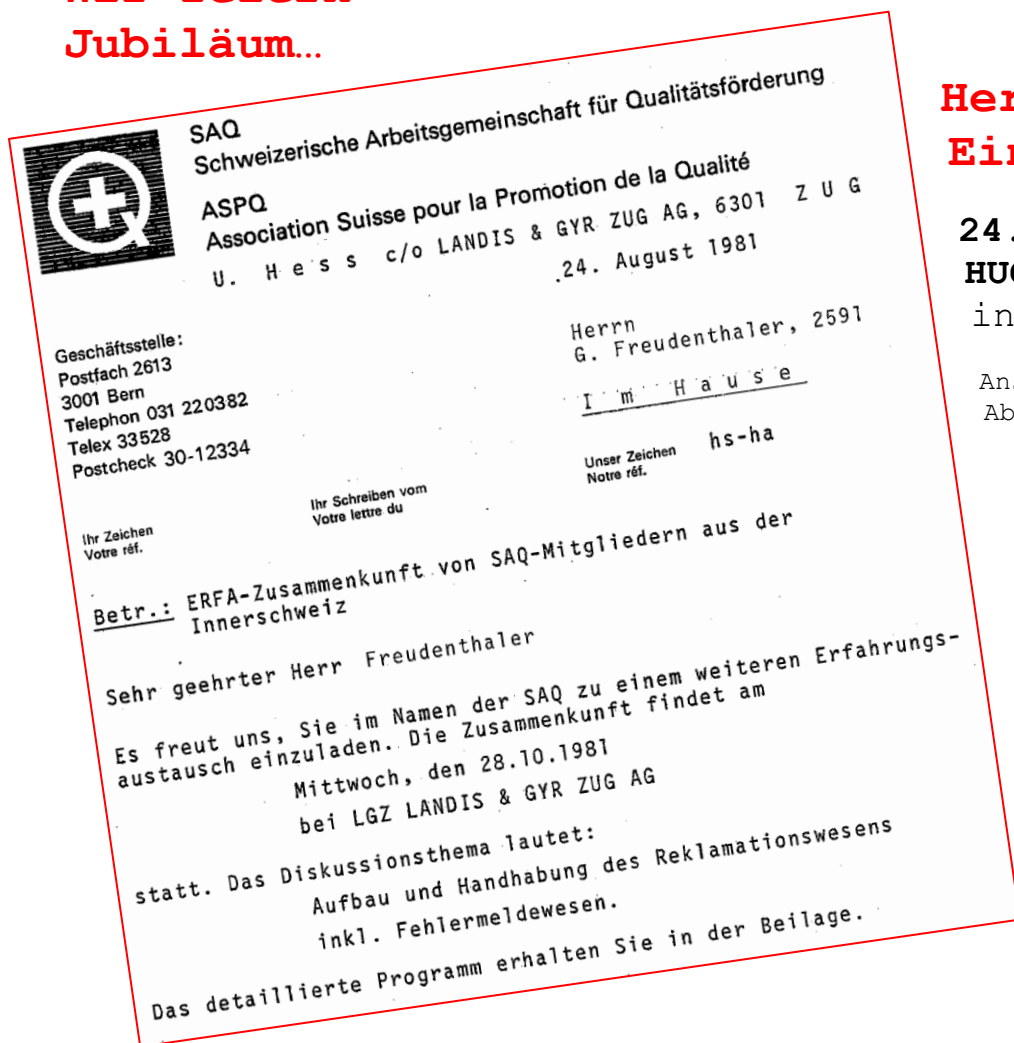 Jubiläum…
SAQ
Schweizerische Arbeitsgemeinschaft für Qualitätsförderung
ASPQ
Association Suisse pour la Promotion de la Qualité
U. H e s s c/o LANDIS & GYR ZUG AG, 6301 Z U G
24. August 1981
Geschäftsstelle:
Postfach 2613
3001 Bern
Telephon 031 220382
Telex 33528
Postcheck 30-12334
Herrn
G. Freudenthaler, 2591
I m H a u s e
Ihr Zeichen
Votre réf.
Ihr Schreiben vom
Votre lettre du
Unser Zeichen hs-ha
Notre réf.
Betr.: ERFA-Zusammenkunft von SAQ-Mitgliedern aus der
Innerschweiz
Sehr geehrter Herr Freudenthaler
Es freut uns, Sie im Namen der SAQ zu einem weiteren Erfahrungs-
austausch einzuladen. Die Zusammenkunft findet am
Mittwoch, den 28.10.1981
bei LGZ LANDIS & GYR ZUG AG
statt. Das Diskussionsthema lautet:
Aufbau und Handhabung des Reklamationswesens
inkl. Fehlermeldewesen.
Das detaillierte Programm erhalten Sie in der Beilage.
24.
in